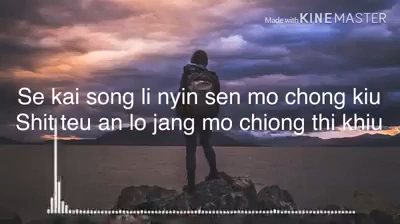 Made with KINEMASTER
Se kai song li nyin sen mo chong kiu
Shit teu an lo jang mo chiong thi khiu